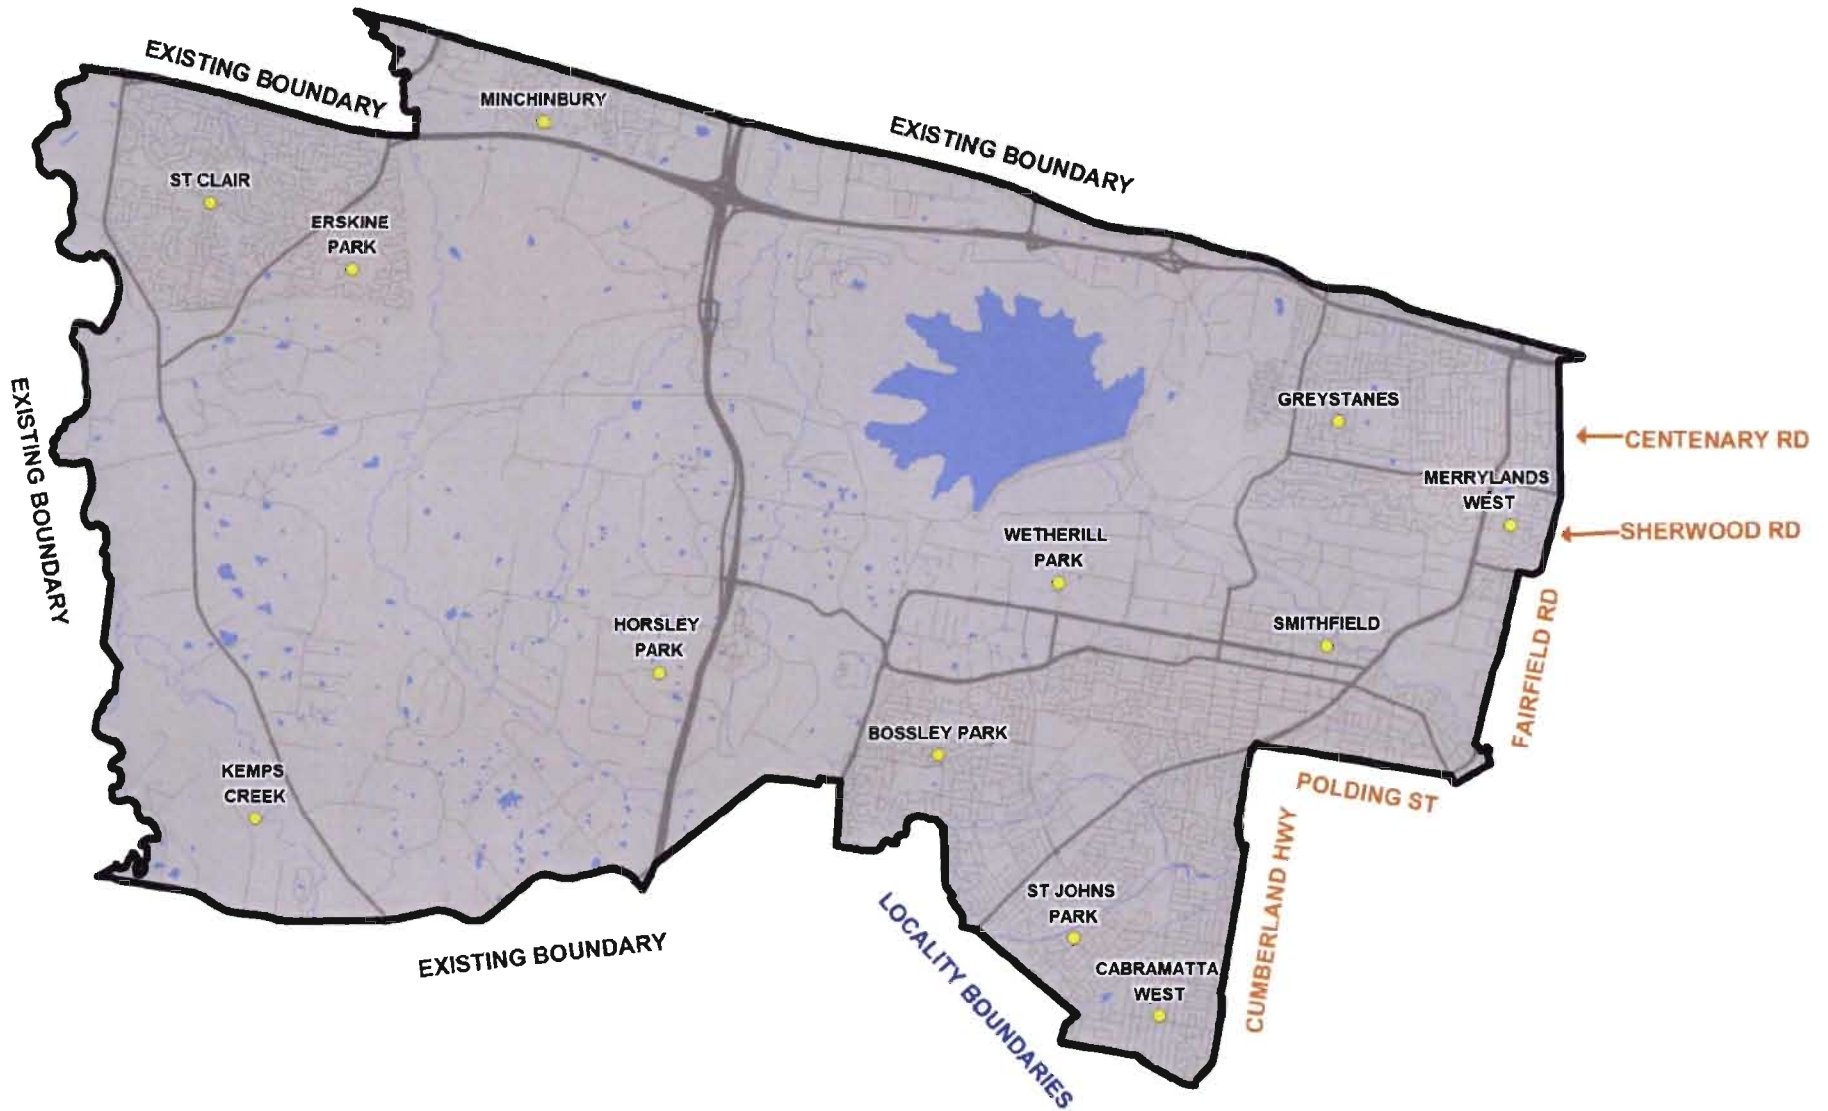 EXISTING BOUNDARY
MINCHINBURY
EXISTING BOUNDARY
ST CLAIR
ERSKINE
PARK
EXISTING BOUNDARY
GREYSTANES
CENTENARY RD
MERRYLANDS
WEST
SHERWOOD RD
WETHERILL
PARK
FAIRFIELD RD
HORSLEY
PARK
SMITHFIELD
BOSSLEY PARK
KEMPS
CREEK
POLDING ST
CUMBERLAND HWY
ST JOHNS
PARK
LOCALITY BOUNDARIES
EXISTING BOUNDARY
CABRAMATTA
WEST